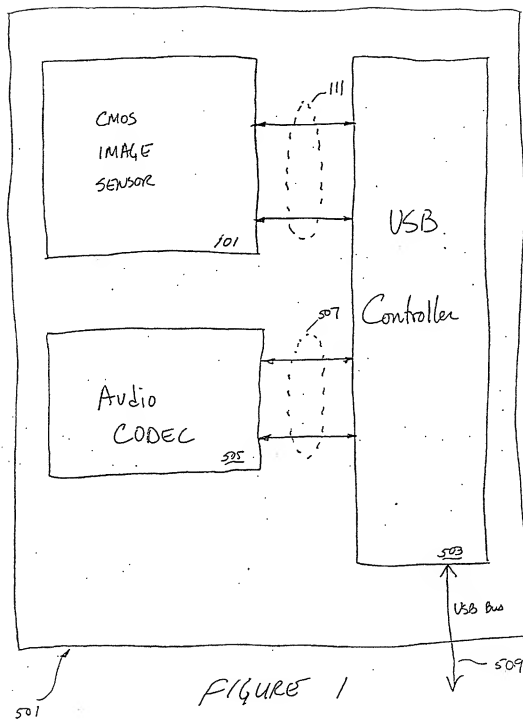 111
CMOS
IMAGE
SENSOR
101
USB
Controller
507
Audio
CODEC
505
503
USB Bus
509
501
FIGURE 1